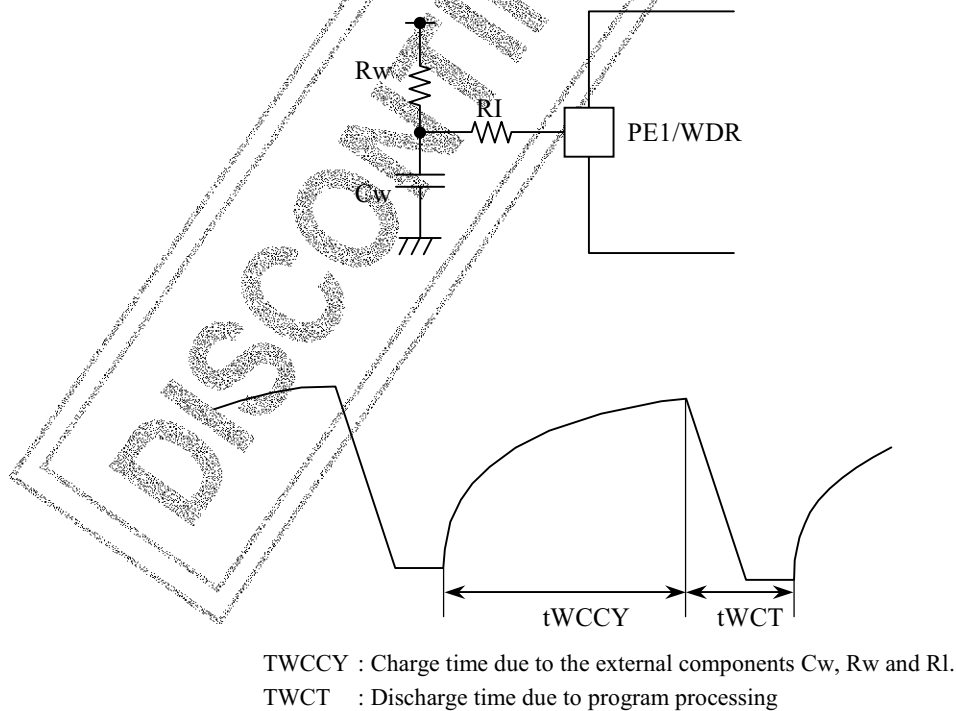 Rw
RI
PE1/WDR
Cw
DISCONTI
tWCCY
tWCT
TWCCY : Charge time due to the external components Cw, Rw and Rl.
TWCT : Discharge time due to program processing